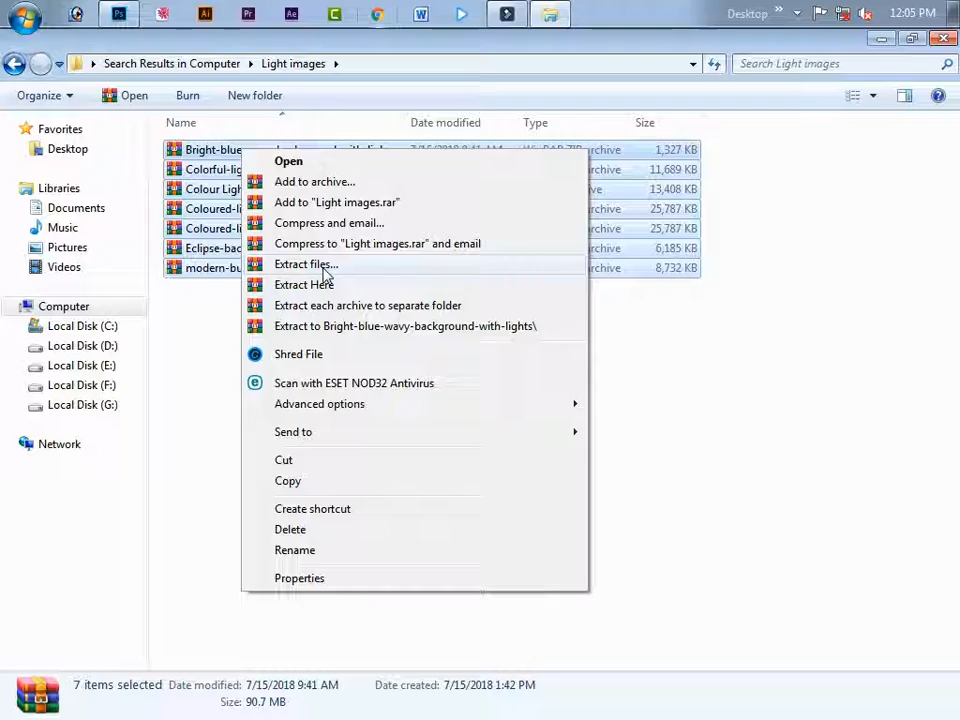 Desktop » 12:05 PM
Search Results in Computer Light images Search Light images
Organize Open Burn New folder
Name Date modified Type Size
Favorites
Desktop
Libraries
Documents
Music
Pictures
Videos
Computer
Local Disk (C:)
Local Disk (D:)
Local Disk (E:)
Local Disk (F:)
Local Disk (G:)
Network
Bright-blue 1,327 KB
Colorful-lig rchive 11,689 KB
Colour Ligh ive 13,408 KB
Coloured-li rchive 25,787 KB
Coloured-li rchive 25,787 KB
Eclipse-bac rchive 6,185 KB
modern-bu rchive 8,732 KB
Open
Add to archive...
Add to "Light images.rar"
Compress and email...
Compress to "Light images.rar" and email
Extract files...
Extract Here
Extract each archive to separate folder
Extract to Bright-blue-wavy-background-with-lights\
Shred File
Scan with ESET NOD32 Antivirus
Advanced options
Send to
Cut
Copy
Create shortcut
Delete
Rename
Properties
7 items selected Date modified: 7/15/2018 9:41 AM Date created: 7/15/2018 1:42 PM
Size: 90.7 MB